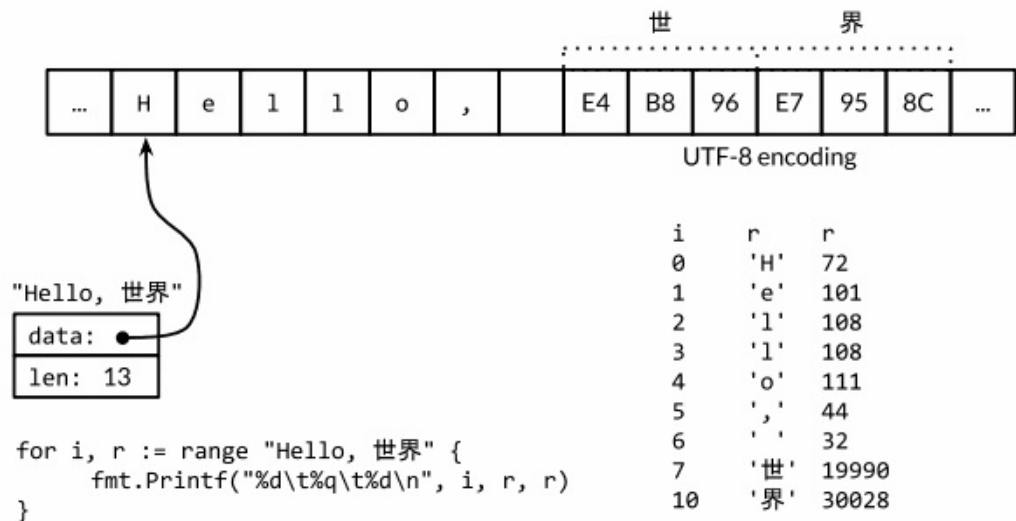 世 界
… H e l l o , E4 B8 96 E7 95 8C …
UTF-8 encoding
"Hello, 世界"
data:
len: 13
for i, r := range "Hello, 世界" {
fmt.Printf("%d\t%q\t%d\n", i, r, r)
}
i r r
0 'H' 72
1 'e' 101
2 'l' 108
3 'l' 108
4 'o' 111
5 ',' 44
6 ' ' 32
7 '世' 19990
10 '界' 30028